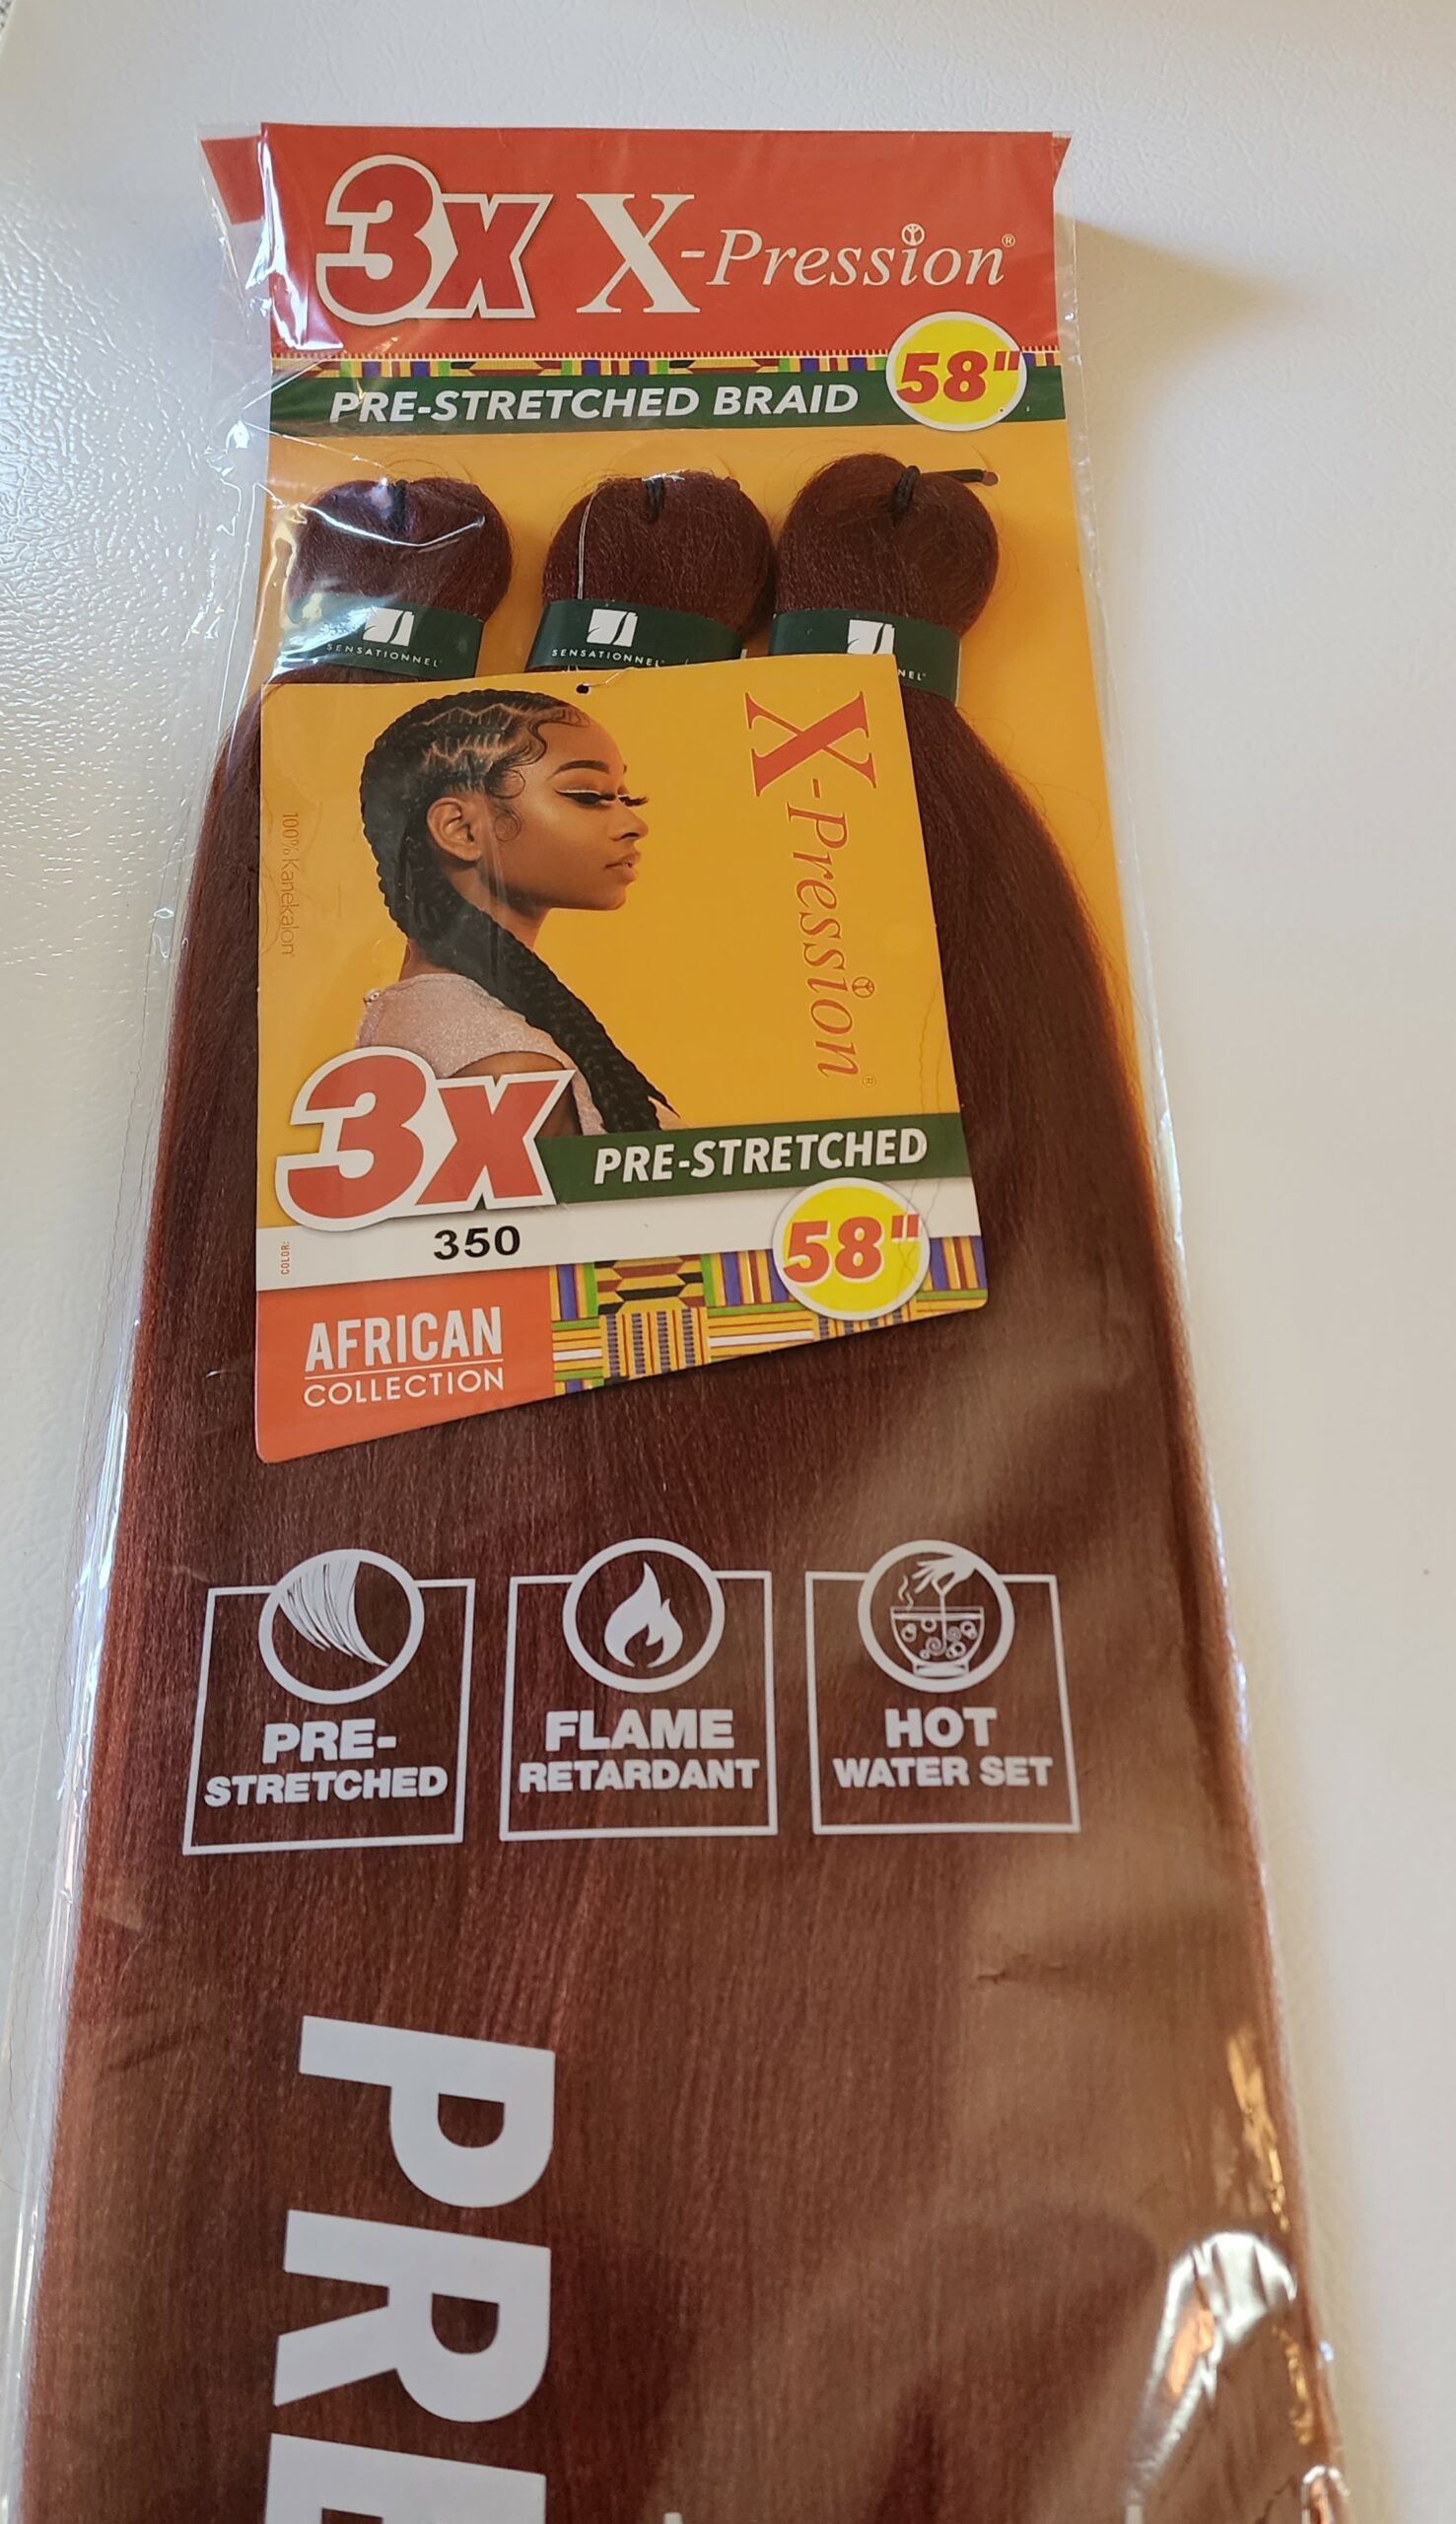 3x X-Pression®
58"
PRE-STRETCHED BRAID
SENSATIONNEL®
SENSATIONNEL®
NEL®
X-Pression®
100% Kanekalon
3x
PRE-STRETCHED
COLOR:
350
58"
AFRICAN
COLLECTION
PRE-
STRETCHED
FLAME
RETARDANT
HOT
WATER SET
PRE